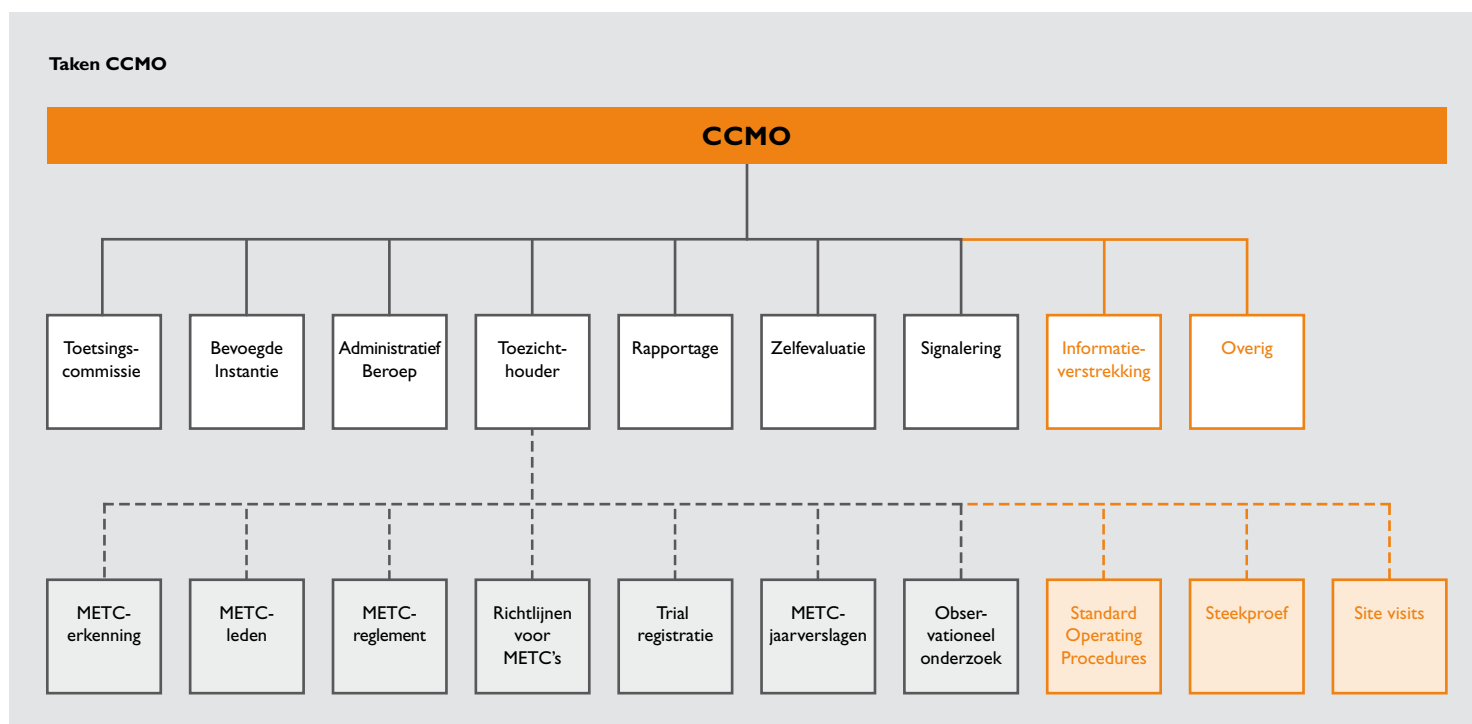 Taken CCMO
CCMO
Toetsings-
commissie
Bevoegde
Instantie
Administratief
Beroep
Toezicht-
houder
Rapportage
Zelfevaluatie
Signalering
Informatie-
verstrekking
Overig
METC-
erkenning
METC-
leden
METC-
reglement
Richtlijnen
voor
METC’s
Trial
registratie
METC-
jaarverslagen
Obser-
vationeel
onderzoek
Standard
Operating
Procedures
Steekproef
Site visits